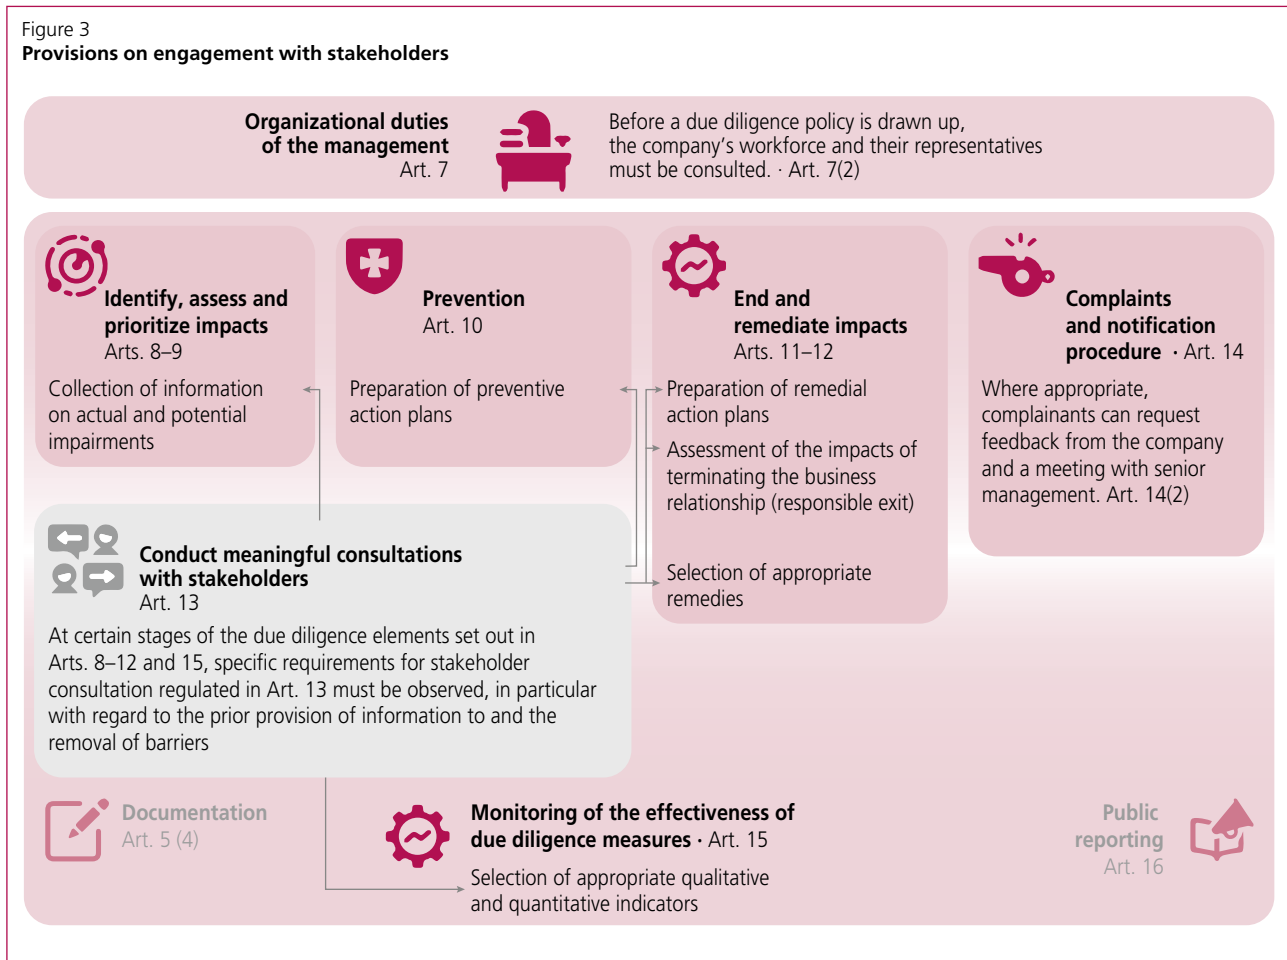 Figure 3
Provisions on engagement with stakeholders
Organizational duties
of the management
Art. 7
Before a due diligence policy is drawn up,
the company's workforce and their representatives
must be consulted. · Art. 7(2)
Identify, assess and
prioritize impacts
Arts. 8–9
Collection of information
on actual and potential
impairments
Prevention
Art. 10
Preparation of preventive
action plans
End and
remediate impacts
Arts. 11–12
Preparation of remedial
action plans
Assessment of the impacts of
terminating the business
relationship (responsible exit)
Selection of appropriate
remedies
Complaints
and notification
procedure · Art. 14
Where appropriate,
complainants can request
feedback from the company
and a meeting with senior
management. Art. 14(2)
Conduct meaningful consultations
with stakeholders
Art. 13
At certain stages of the due diligence elements set out in
Arts. 8–12 and 15, specific requirements for stakeholder
consultation regulated in Art. 13 must be observed, in particular
with regard to the prior provision of information to and the
removal of barriers
Documentation
Art. 5 (4)
Monitoring of the effectiveness of
due diligence measures · Art. 15
Selection of appropriate qualitative
and quantitative indicators
Public
reporting
Art. 16